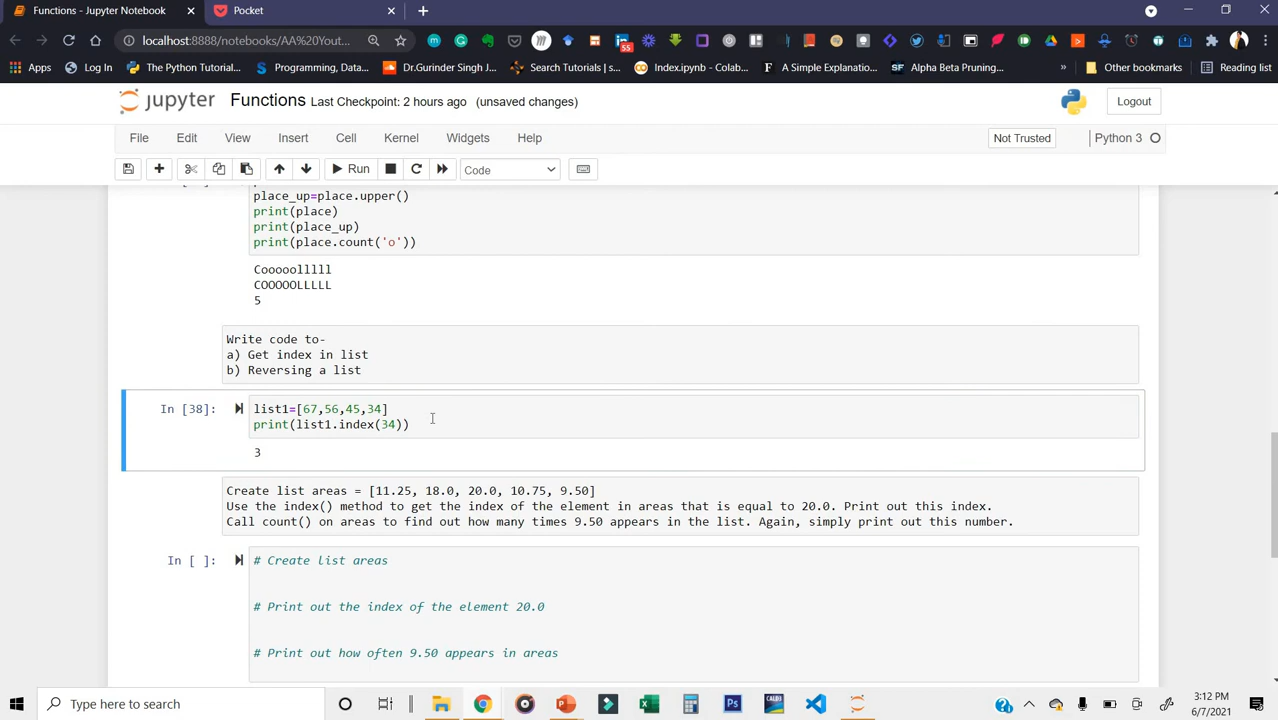 Functions - Jupyter Notebook
Pocket
localhost:8888/notebooks/AA%20Yout...
55
Apps
Log In
The Python Tutorial...
Programming, Data...
Dr.Gurinder Singh J...
Search Tutorials | s...
Index.ipynb - Colab...
A Simple Explanatio...
Alpha Beta Pruning...
»
Other bookmarks
Reading list
jupyter
Functions Last Checkpoint: 2 hours ago (unsaved changes)
Logout
File Edit View Insert Cell Kernel Widgets Help
Not Trusted
Python 3
Run
Code
place_up=place.upper()
print(place)
print(place_up)
print(place.count('o'))
Cooooolllll
COOOOOLLLLL
5
Write code to-
a) Get index in list
b) Reversing a list
In [38]:
list1=[67,56,45,34]
print(list1.index(34))
3
Create list areas = [11.25, 18.0, 20.0, 10.75, 9.50]
Use the index() method to get the index of the element in areas that is equal to 20.0. Print out this index.
Call count() on areas to find out how many times 9.50 appears in the list. Again, simply print out this number.
In [ ]:
# Create list areas
# Print out the index of the element 20.0
# Print out how often 9.50 appears in areas
Type here to search
3:12 PM
6/7/2021